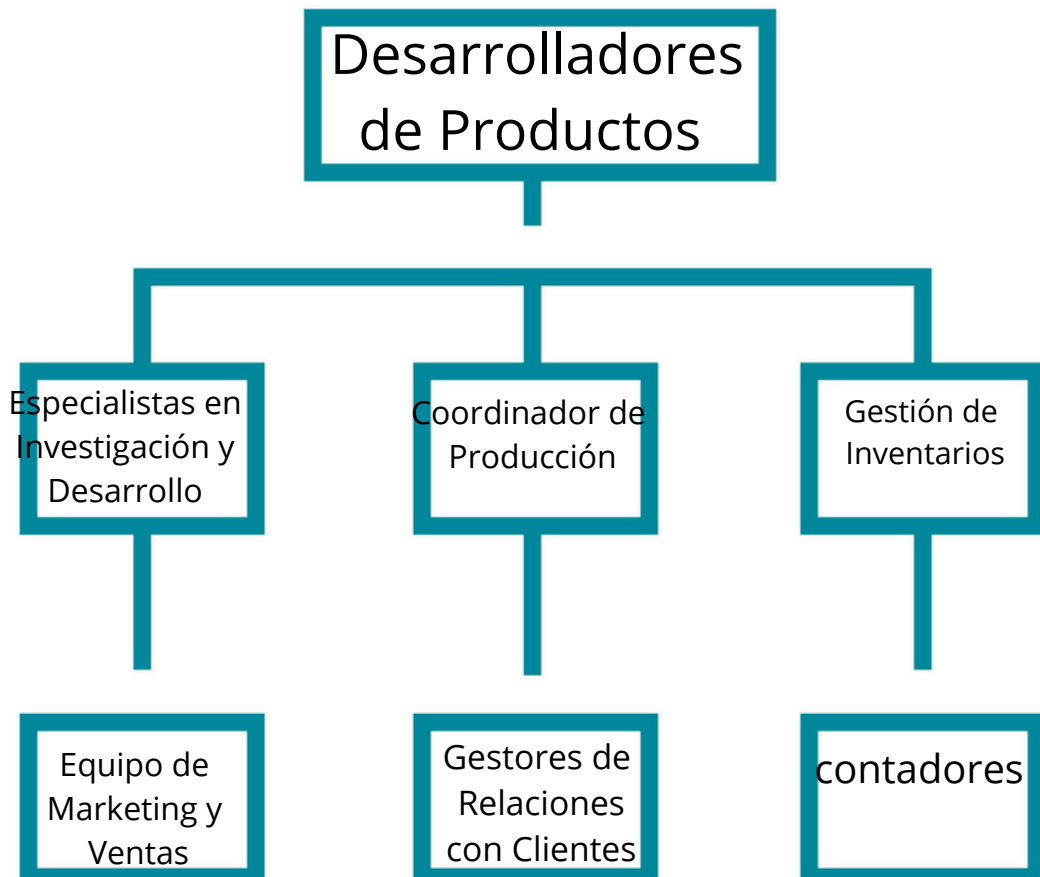 Desarrolladores
de Productos
Especialistas en
Investigación y
Desarrollo
Coordinador de
Producción
Gestión de
Inventarios
Equipo de
Marketing y
Ventas
Gestores de
Relaciones
con Clientes
contadores